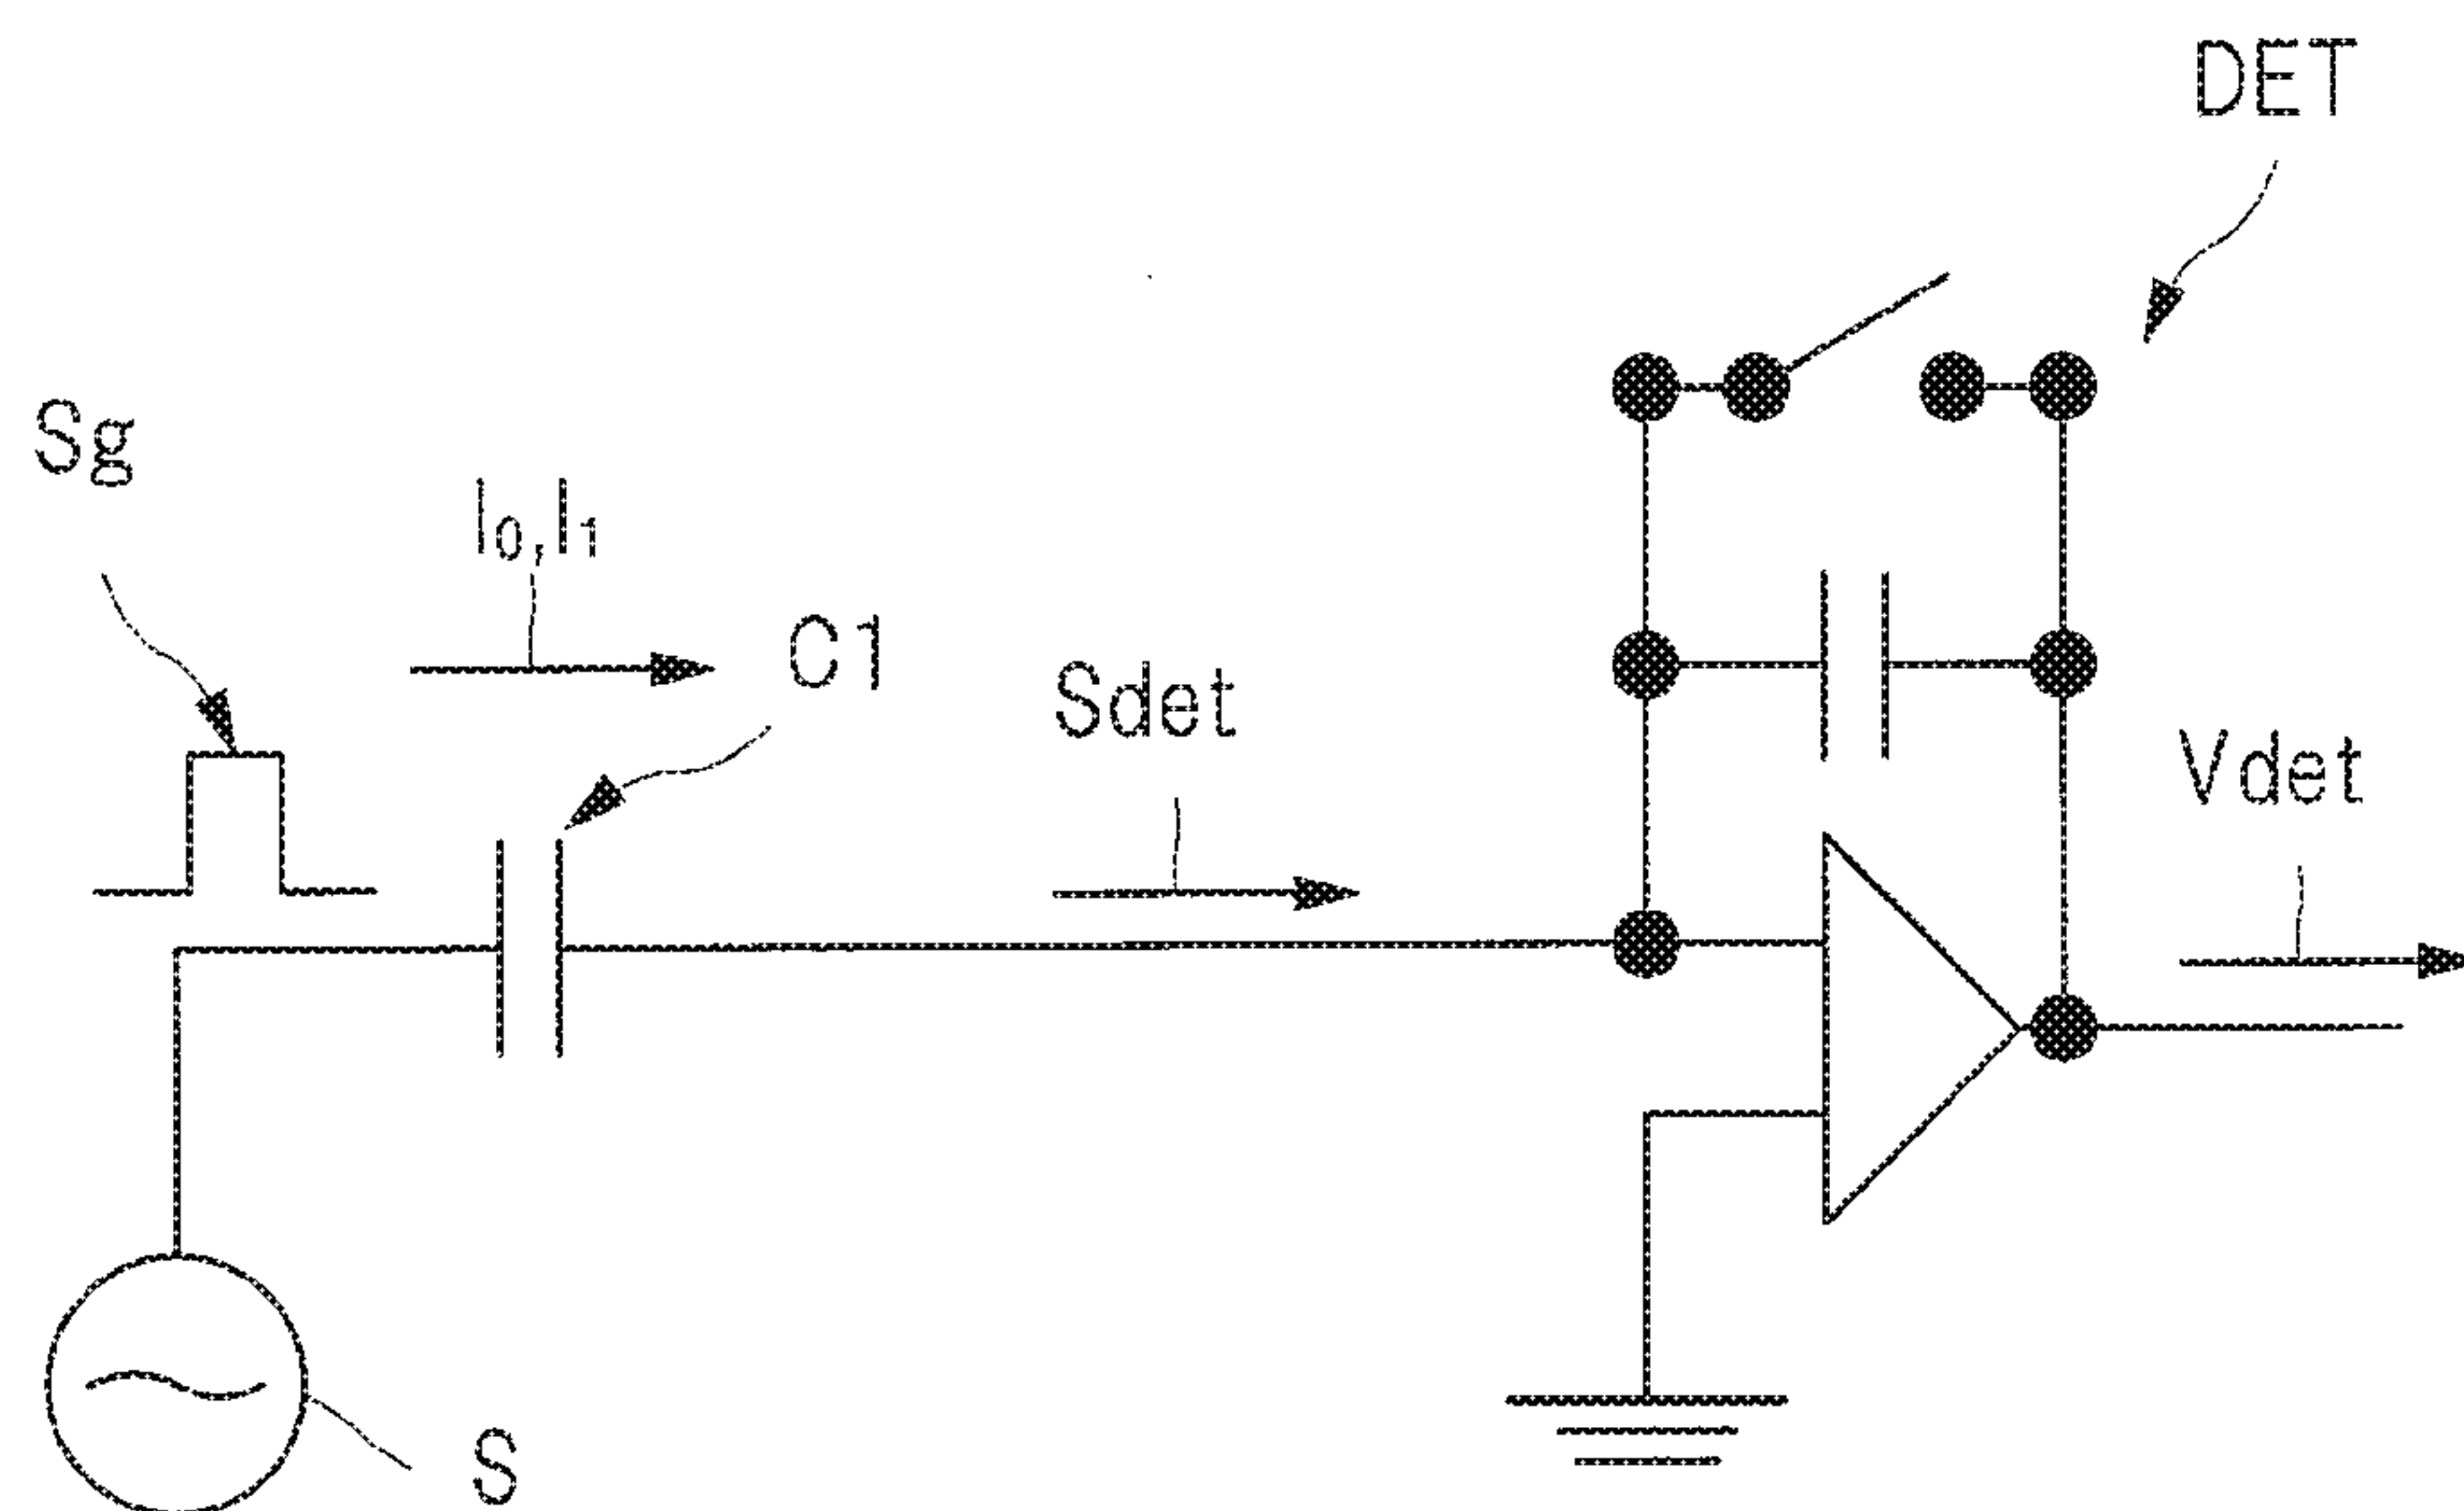 DET
Sg
I₀,I₁
C1
Sdet
Vdet
S